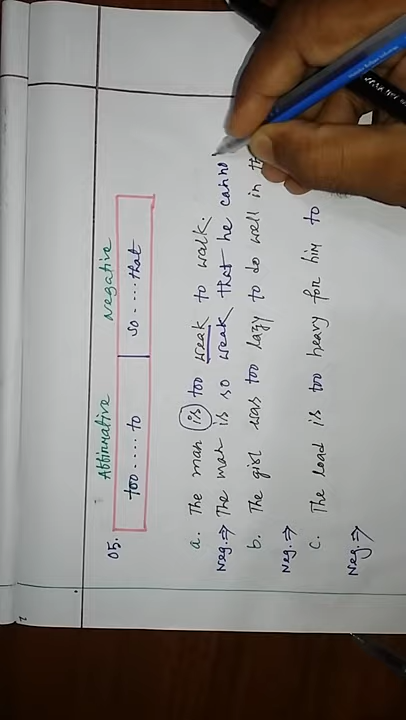 Affirmative Negative
05. too.....to so....that
a. The man is too weak to walk.
Neg.⇒ The man is so weak that he canno
b. The girl was too lazy to do well in th
Neg.⇒
c. The load is too heavy for him to
Neg.⇒